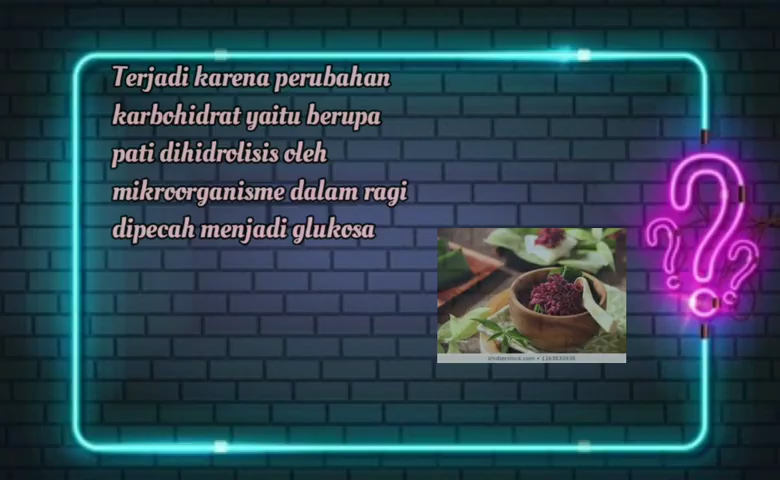 Terjadi karena perubahan
karbohidrat yaitu berupa
pati dihidrolisis oleh
mikroorganisme dalam ragi
dipecah menjadi glukosa